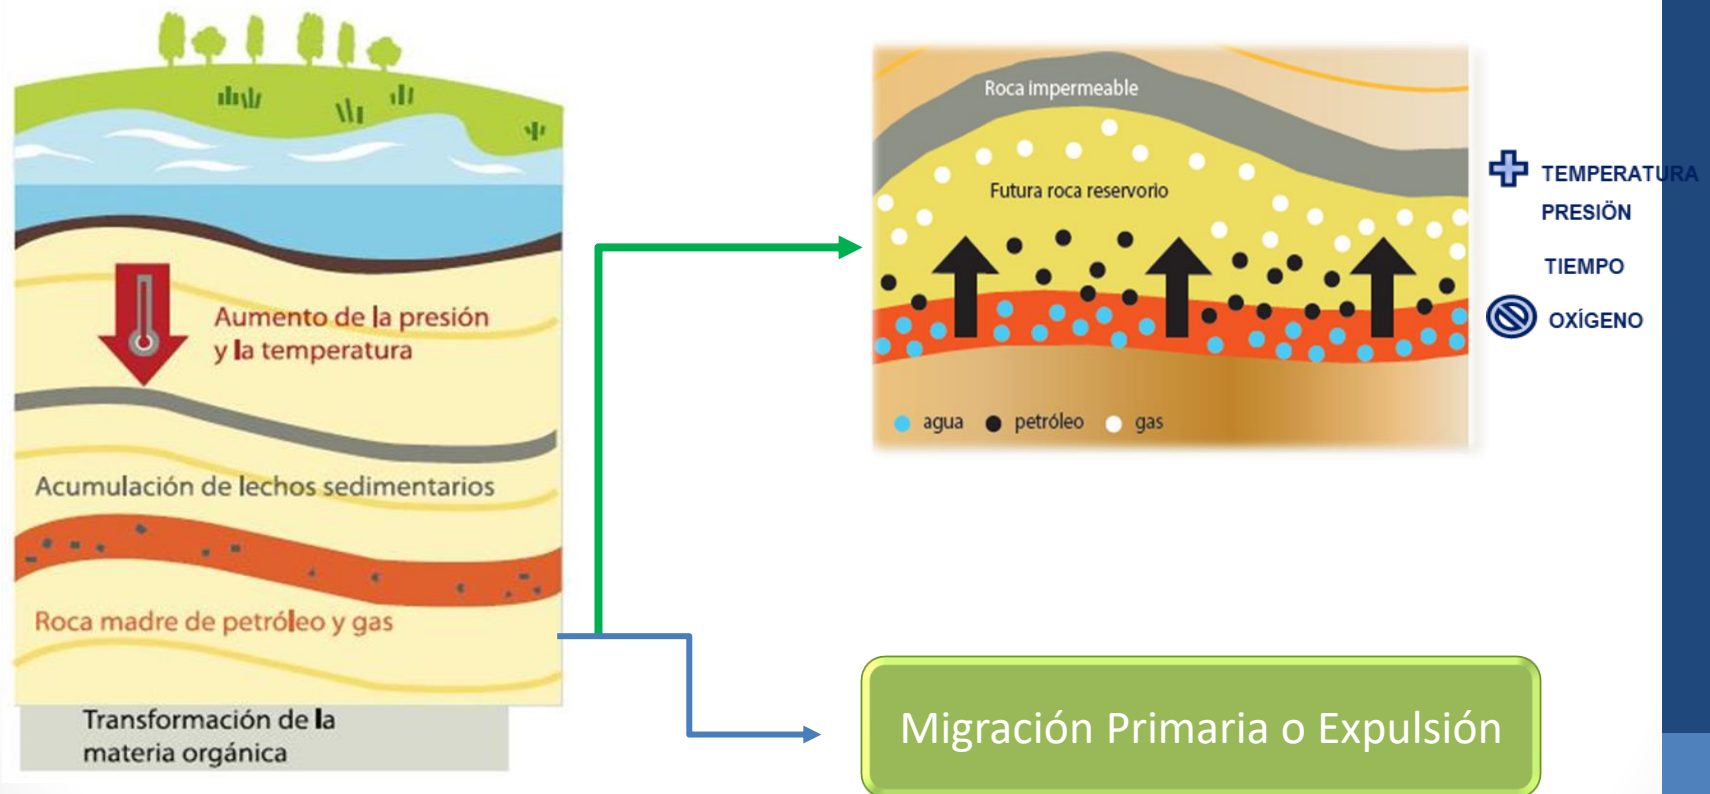 Aumento de la presión
y la temperatura
Acumulación de lechos sedimentarios
Roca madre de petróleo y gas
Transformación de la
materia orgánica
Roca impermeable
Futura roca reservorio
agua petróleo gas
TEMPERATURA
PRESIÖN
TIEMPO
OXÍGENO
Migración Primaria o Expulsión